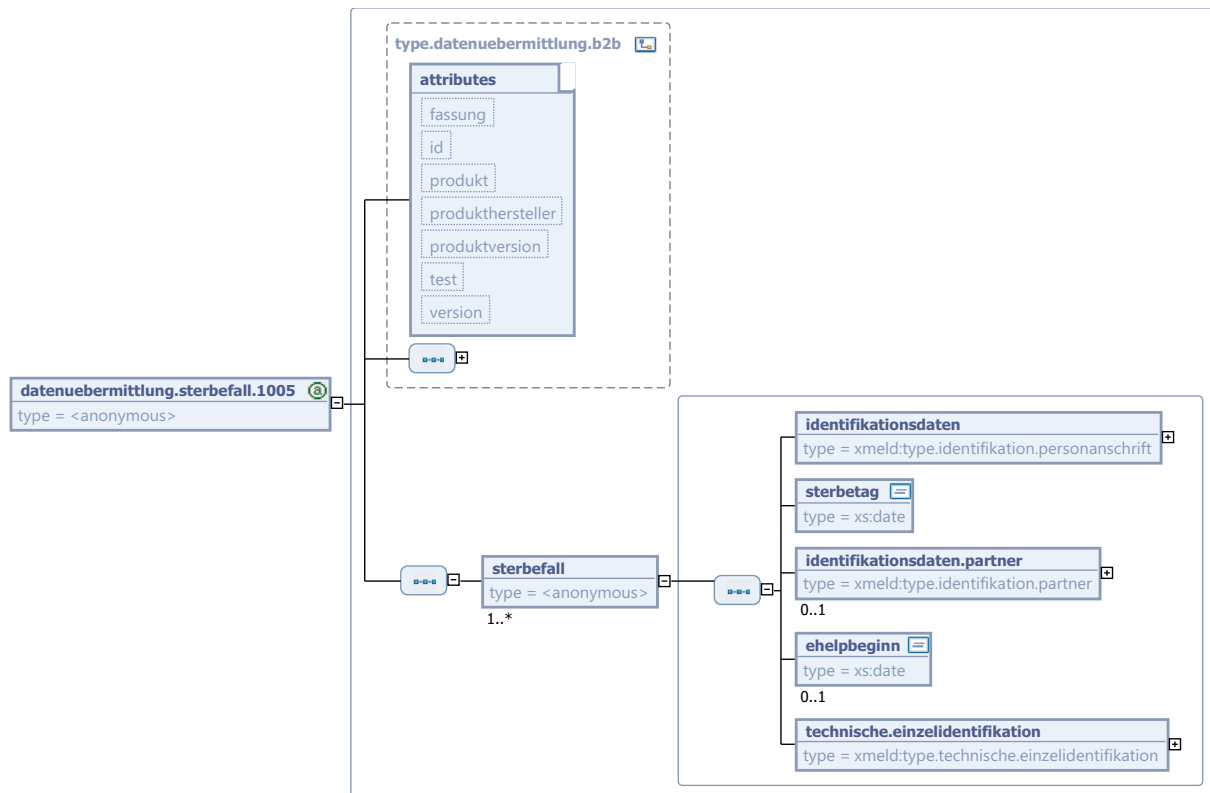 type.datenuebermittlung.b2b
attributes
fassung
id
produkt
produkthersteller
produktversion
test
version
datenuebermittlung.sterbefall.1005 a
type = <anonymous>
sterbefall
type = <anonymous>
1..*
identifikationsdaten
type = xmeld:type.identifikation.personanschrift
sterbetag
type = xs:date
identifikationsdaten.partner
type = xmeld:type.identifikation.partner
0..1
ehelpbeginn
type = xs:date
0..1
technische.einzelidentifikation
type = xmeld:type.technische.einzelidentifikation